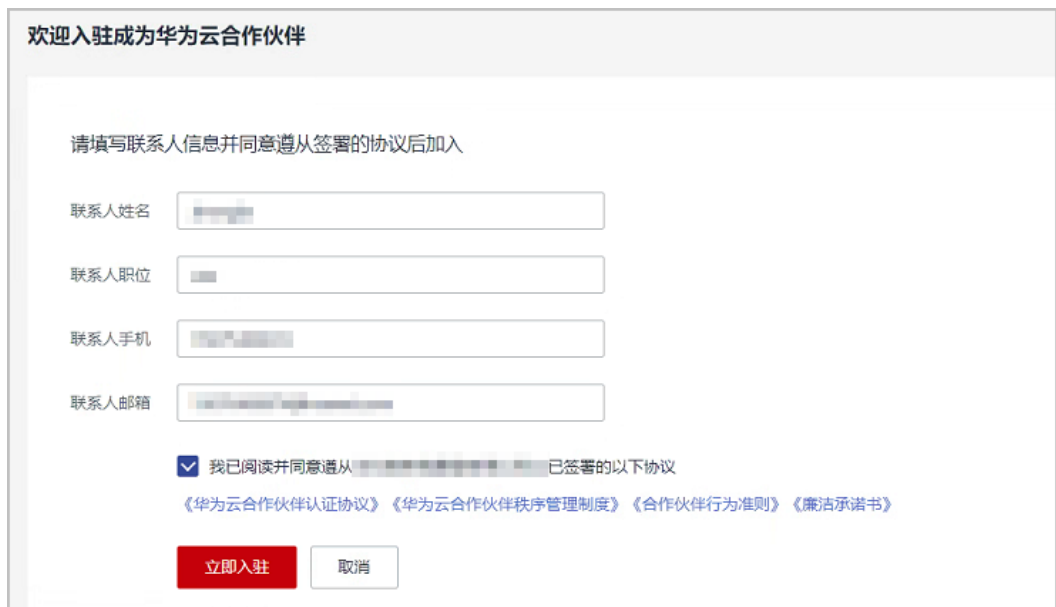 欢迎入驻成为华为云合作伙伴
请填写联系人信息并同意遵从签署的协议后加入
联系人姓名
联系人职位
联系人手机
联系人邮箱
我已阅读并同意遵从 已签署的以下协议
《华为云合作伙伴认证协议》《华为云合作伙伴秩序管理制度》《合作伙伴行为准则》《廉洁承诺书》
立即入驻 取消